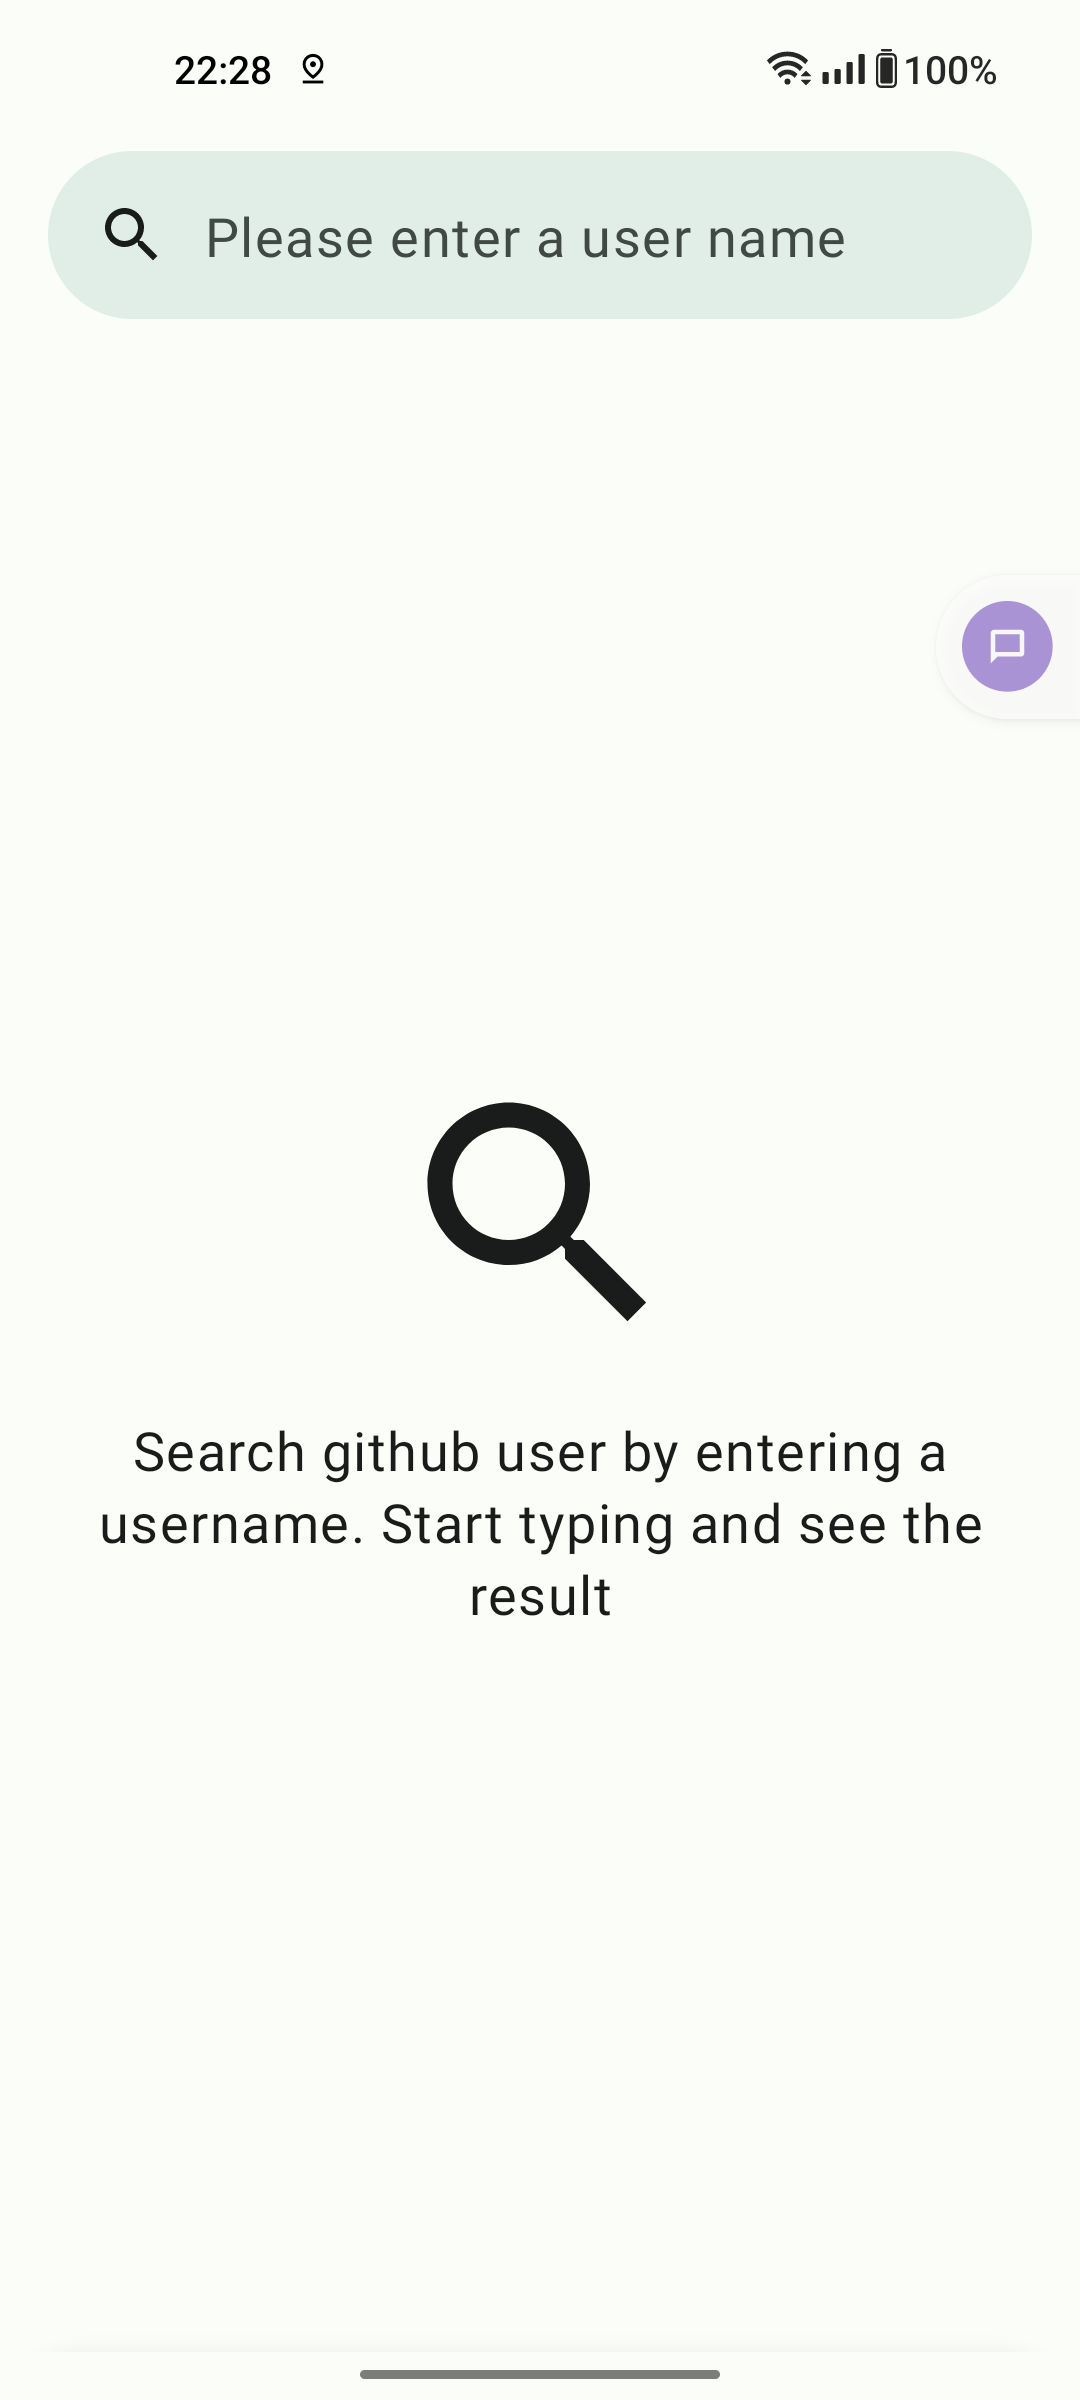 22:28
100%
Please enter a user name
Search github user by entering a
username. Start typing and see the
result